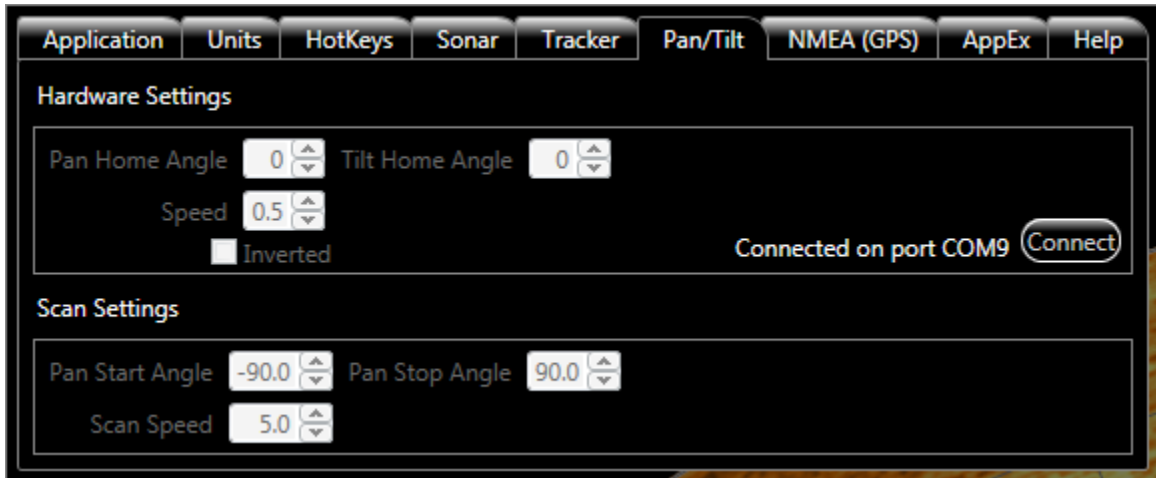 Application Units HotKeys Sonar Tracker Pan/Tilt NMEA (GPS) AppEx Help
Hardware Settings
Pan Home Angle 0 Tilt Home Angle 0
Speed 0.5
Inverted
Connected on port COM9 Connect
Scan Settings
Pan Start Angle -90.0 Pan Stop Angle 90.0
Scan Speed 5.0